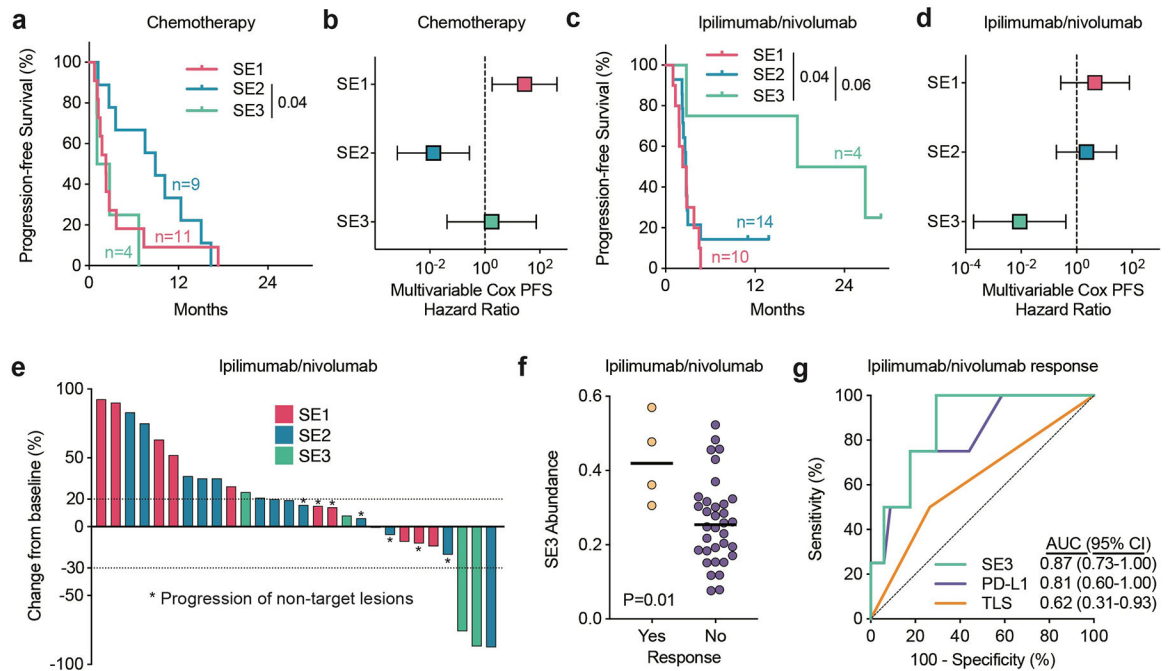 a
Chemotherapy
Progression-free Survival (%)
100
80
60
40
20
0
SE1
SE2
SE3
0.04
n=9
n=11
n=4
0
12
24
Months
b
Chemotherapy
SE1
SE2
SE3
10-2
100
102
Multivariable Cox PFS
Hazard Ratio
c
Ipilimumab/nivolumab
Progression-free Survival (%)
100
80
60
40
20
0
SE1
SE2
SE3
0.04
0.06
n=4
n=14
n=10
0
12
24
Months
d
Ipilimumab/nivolumab
SE1
SE2
SE3
10-4
10-2
100
102
Multivariable Cox PFS
Hazard Ratio
e
Ipilimumab/nivolumab
Change from baseline (%)
100
50
20
0
-30
-50
-100
SE1
SE2
SE3
* * * * * * *
*
* Progression of non-target lesions
f
Ipilimumab/nivolumab
SE3 Abundance
0.6
0.4
0.2
0.0
P=0.01
Yes
No
Response
g
Ipilimumab/nivolumab response
Sensitivity (%)
100
80
60
40
20
0
AUC (95% CI)
SE3 0.87 (0.73-1.00)
PD-L1 0.81 (0.60-1.00)
TLS 0.62 (0.31-0.93)
0
20
40
60
80
100
100 - Specificity (%)